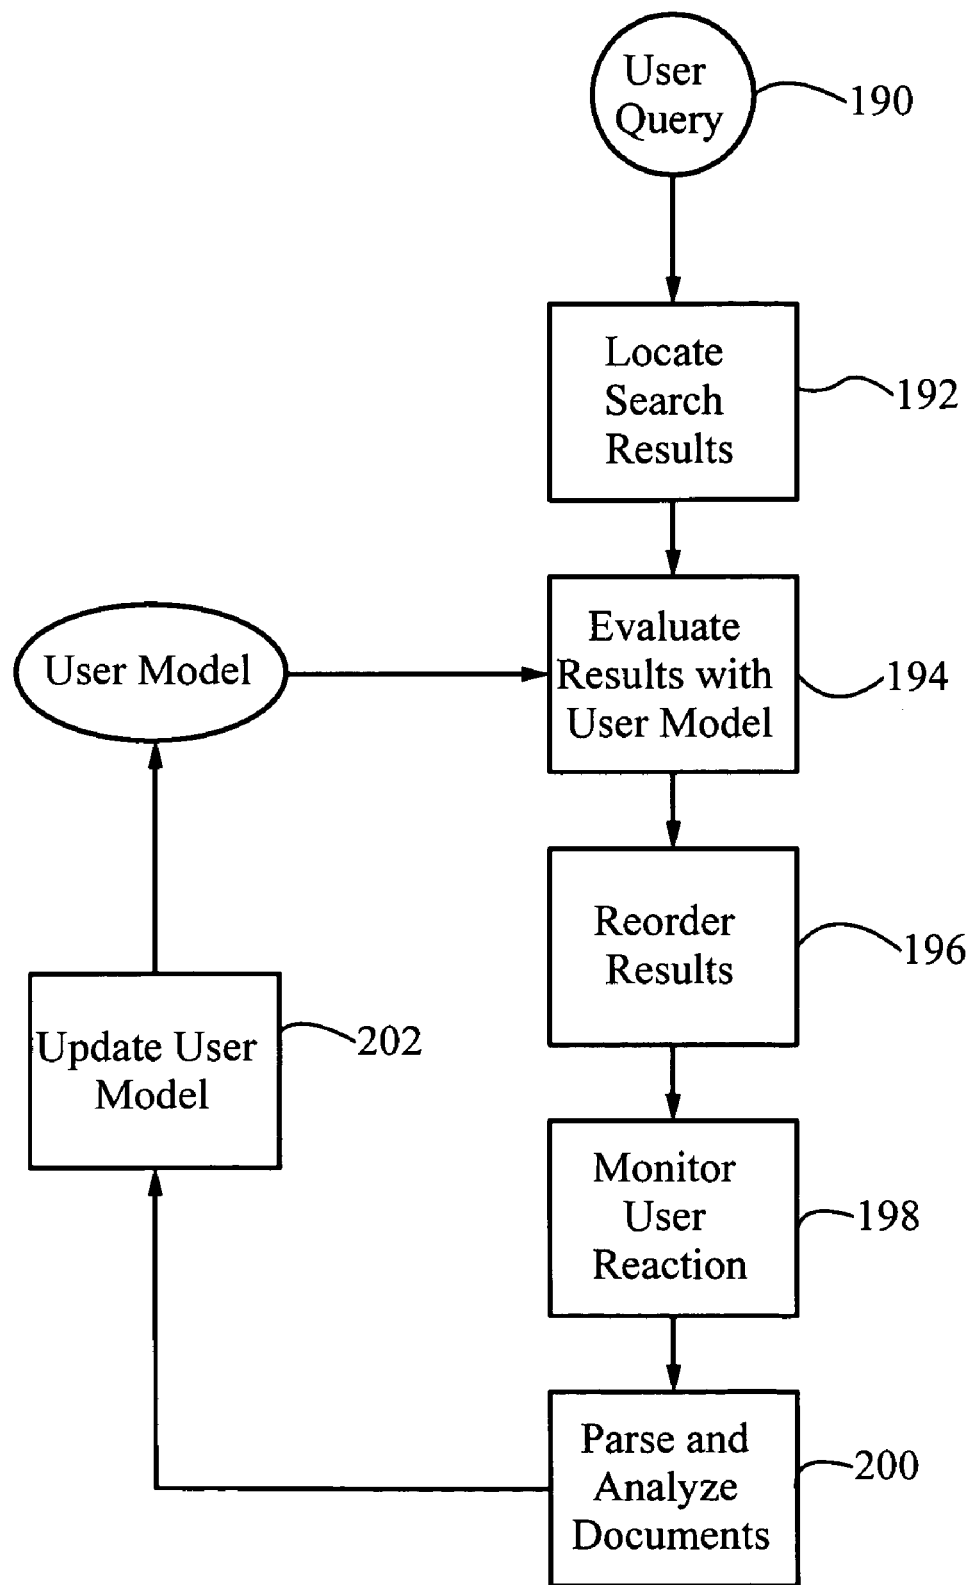 User
Query
190
Locate
Search
Results
192
Evaluate
Results with
User Model
194
User Model
Reorder
Results
196
Update User
Model
202
Monitor
User
Reaction
198
Parse and
Analyze
Documents
200